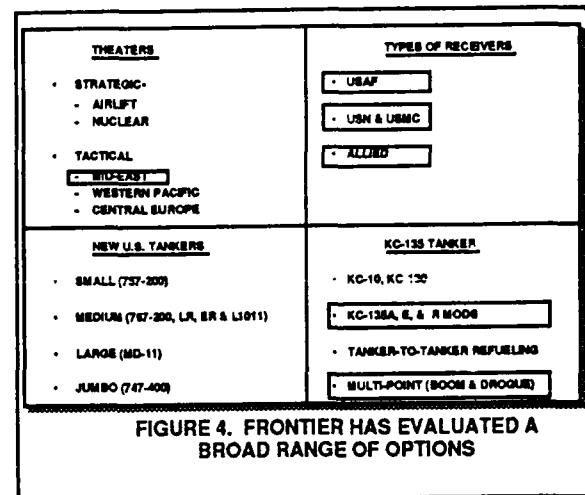 THEATERS
• STRATEGIC-
- AIRLIFT
- NUCLEAR
• TACTICAL
- MID-EAST
- WESTERN PACIFIC
- CENTRAL EUROPE
TYPES OF RECEIVERS
• USAF
• USN & USMC
• ALLIED
NEW U.S. TANKERS
• SMALL (757-200)
• MEDIUM (767-200, LR, ER & L1011)
• LARGE (MD-11)
• JUMBO (747-400)
KC-135 TANKER
• KC-10, KC 130
• KC-135A, E, & R MODS
• TANKER-TO-TANKER REFUELING
• MULTI-POINT (BOOM & DROGUE)
FIGURE 4. FRONTIER HAS EVALUATED A
BROAD RANGE OF OPTIONS